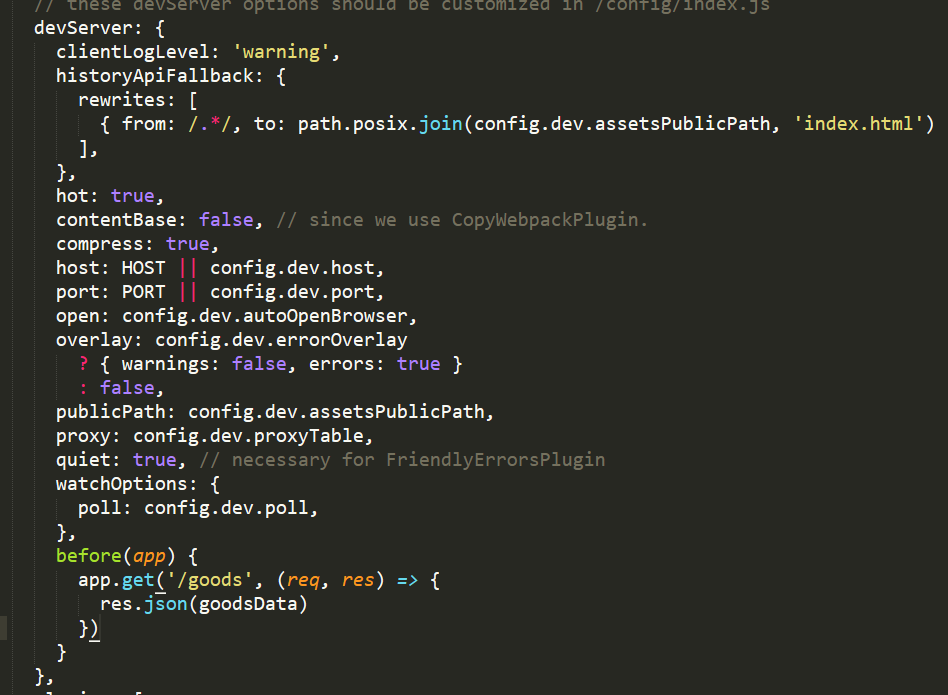 // these devServer options should be customized in /config/index.js
devServer: {
clientLogLevel: 'warning',
historyApiFallback: {
rewrites: [
{ from: /.*/, to: path.posix.join(config.dev.assetsPublicPath, 'index.html')
],
},
hot: true,
contentBase: false, // since we use CopyWebpackPlugin.
compress: true,
host: HOST || config.dev.host,
port: PORT || config.dev.port,
open: config.dev.autoOpenBrowser,
overlay: config.dev.errorOverlay
? { warnings: false, errors: true }
: false,
publicPath: config.dev.assetsPublicPath,
proxy: config.dev.proxyTable,
quiet: true, // necessary for FriendlyErrorsPlugin
watchOptions: {
poll: config.dev.poll,
},
before(app) {
app.get('/goods', (req, res) => {
res.json(goodsData)
})
}
},